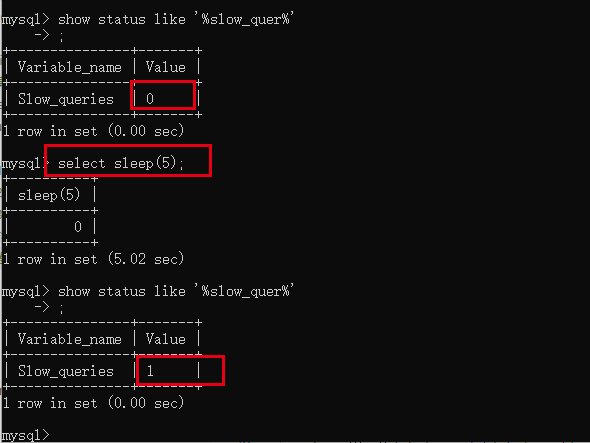 mysql> show status like '%slow_quer%'
    -> ;
+---------------+-------+
| Variable_name | Value |
+---------------+-------+
| Slow_queries  | 0     |
+---------------+-------+
1 row in set (0.00 sec)
mysql> select sleep(5);
+----------+
| sleep(5) |
+----------+
|        0 |
+----------+
1 row in set (5.02 sec)
mysql> show status like '%slow_quer%'
    -> ;
+---------------+-------+
| Variable_name | Value |
+---------------+-------+
| Slow_queries  | 1     |
+---------------+-------+
1 row in set (0.00 sec)
mysql>